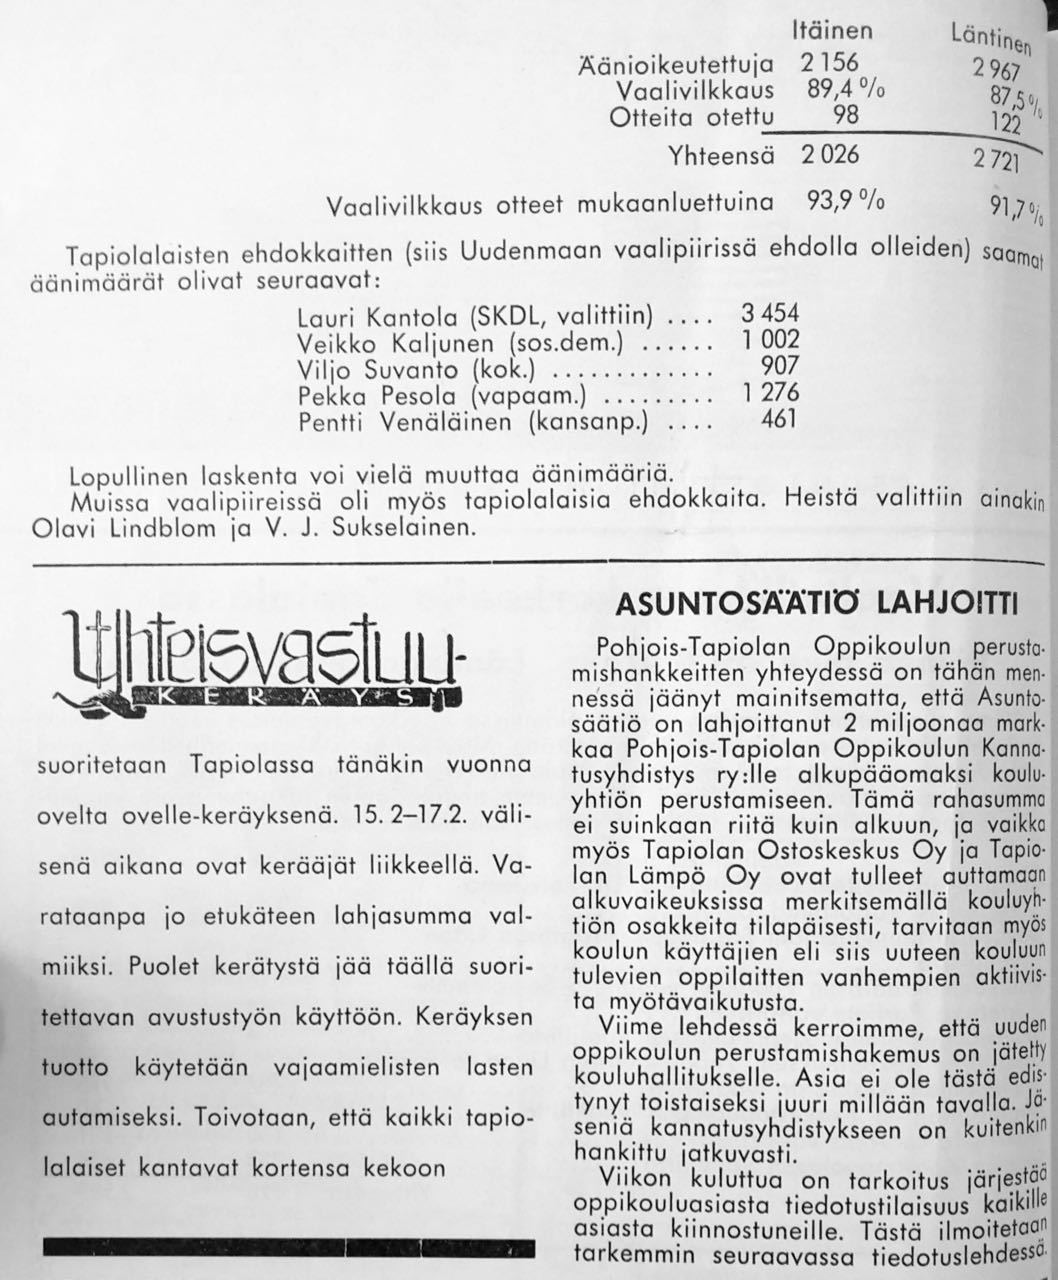 Itäinen Läntinen
Äänioikeutettuja 2 156 2 967
Vaalivilkkaus 89,4 % 87,5 %
Otteita otettu 98 122
Yhteensä 2 026 2 721
Vaalivilkkaus otteet mukaanluettuina 93,9 % 91,7 %
Tapiolalaisten ehdokkaitten (siis Uudenmaan vaalipiirissä ehdolla olleiden) saamat
äänimäärät olivat seuraavat:
Lauri Kantola (SKDL, valittiin) .... 3 454
Veikko Kaljunen (sos.dem.) ...... 1 002
Viljo Suvanto (kok.) ............. 907
Pekka Pesola (vapaam.) ......... 1 276
Pentti Venäläinen (kansanp.) .... 461
Lopullinen laskenta voi vielä muuttaa äänimääriä.
Muissa vaalipiireissä oli myös tapiolalaisia ehdokkaita. Heistä valittiin ainakin
Olavi Lindblom ja V. J. Sukselainen.
Yhteisvastuu-
KERÄYS
suoritetaan Tapiolassa tänäkin vuonna
ovelta ovelle-keräyksenä. 15. 2–17.2. väli-
senä aikana ovat kerääjät liikkeellä. Va-
rataanpa jo etukäteen lahjasumma val-
miiksi. Puolet kerätystä jää täällä suori-
tettavan avustustyön käyttöön. Keräyksen
tuotto käytetään vajaamielisten lasten
autamiseksi. Toivotaan, että kaikki tapio-
lalaiset kantavat kortensa kekoon
ASUNTOSÄÄTIÖ LAHJOITTI
Pohjois-Tapiolan Oppikoulun perusta-
mishankkeitten yhteydessä on tähän men-
nessä jäänyt mainitsematta, että Asunto-
säätiö on lahjoittanut 2 miljoonaa mark-
kaa Pohjois-Tapiolan Oppikoulun Kanna-
tusyhdistys ry:lle alkupääomaksi koulu-
yhtiön perustamiseen. Tämä rahasumma
ei suinkaan riitä kuin alkuun, ja vaikka
myös Tapiolan Ostoskeskus Oy ja Tapio-
lan Lämpö Oy ovat tulleet auttamaan
alkuvaikeuksissa merkitsemällä kouluyh-
tiön osakkeita tilapäisesti, tarvitaan myös
koulun käyttäjien eli siis uuteen kouluun
tulevien oppilaitten vanhempien aktiivis-
ta myötävaikutusta.
Viime lehdessä kerroimme, että uuden
oppikoulun perustamishakemus on jätetty
kouluhallitukselle. Asia ei ole tästä edis-
tynyt toistaiseksi juuri millään tavalla. Jä-
seniä kannatusyhdistykseen on kuitenkin
hankittu jatkuvasti.
Viikon kuluttua on tarkoitus järjestää
oppikouluasiasta tiedotustilaisuus kaikille
asiasta kiinnostuneille. Tästä ilmoitetaan
tarkemmin seuraavassa tiedotuslehdessä.